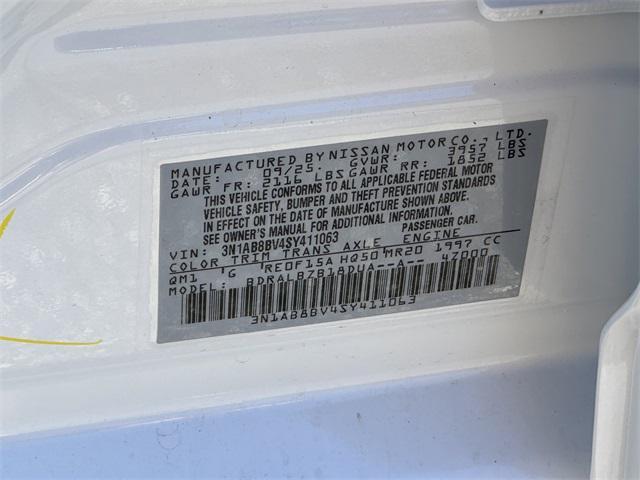 MANUFACTURED BY NISSAN MOTOR CO., LTD.
DATE: 09/25 GVWR: 3957 LBS
GAWR FR: 2116 LBS GAWR RR: 1852 LBS
THIS VEHICLE CONFORMS TO ALL APPLICABLE FEDERAL MOTOR
VEHICLE SAFETY, BUMPER AND THEFT PREVENTION STANDARDS
IN EFFECT ON THE DATE OF MANUFACTURE SHOWN ABOVE.
SEE OWNER'S MANUAL FOR ADDITIONAL INFORMATION.
VIN: 3N1AB8BV4SY411063 PASSENGER CAR.
COLOR TRIM TRANS AXLE ENGINE
QM1 G RE0F15A HQ50 MR20 1997 CC
MODEL: BDRALBZB18DUA--A-- 4Z000
3N1AB8BV4SY411063